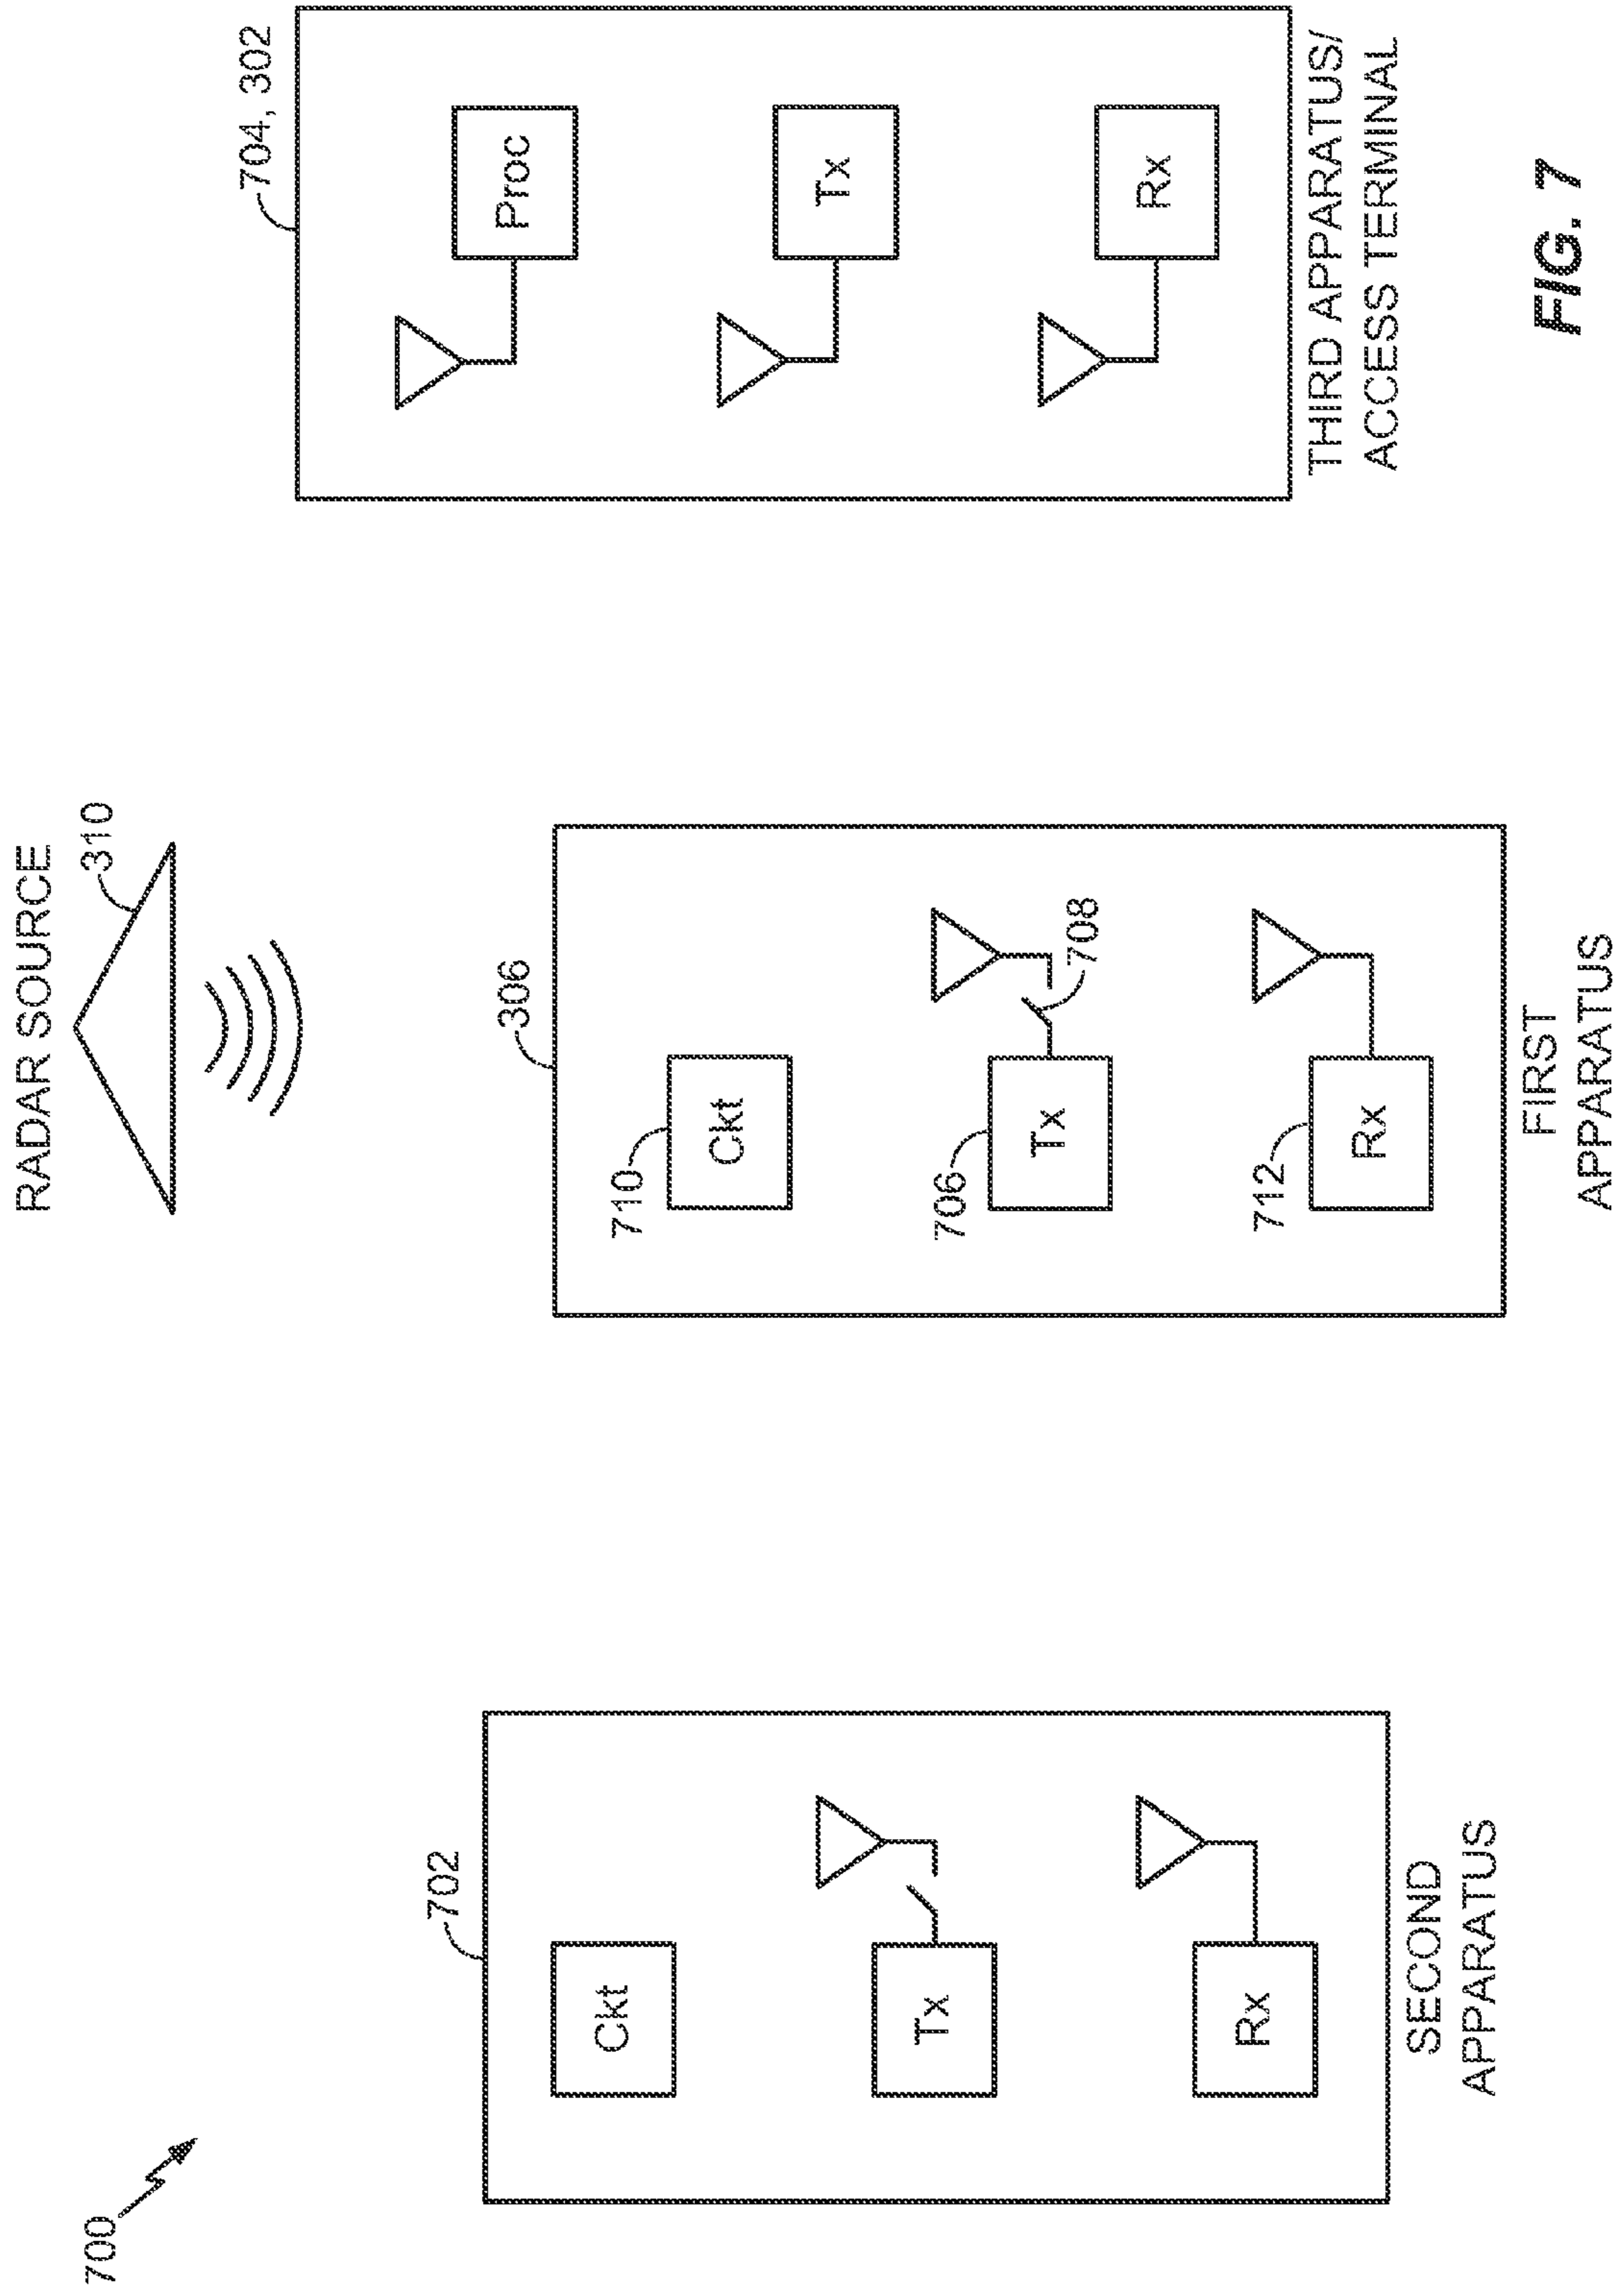 700
RADAR SOURCE
310
702
Ckt
Tx
Rx
SECOND
APPARATUS
306
710
Ckt
706
Tx
708
712
Rx
FIRST
APPARATUS
704, 302
Proc
Tx
Rx
THIRD APPARATUS/
ACCESS TERMINAL
FIG. 7